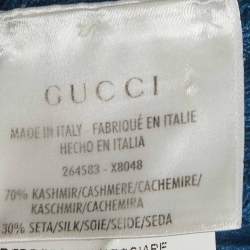 GUCCI
MADE IN ITALY - FABRIQUÉ EN ITALIE
HECHO EN ITALIA
264583 - X8048
70% KASHMIR/CASHMERE/CACHEMIRE/
KASCHMIR/CACHEMIRA
30% SETA/SILK/SOIE/SEIDE/SEDA